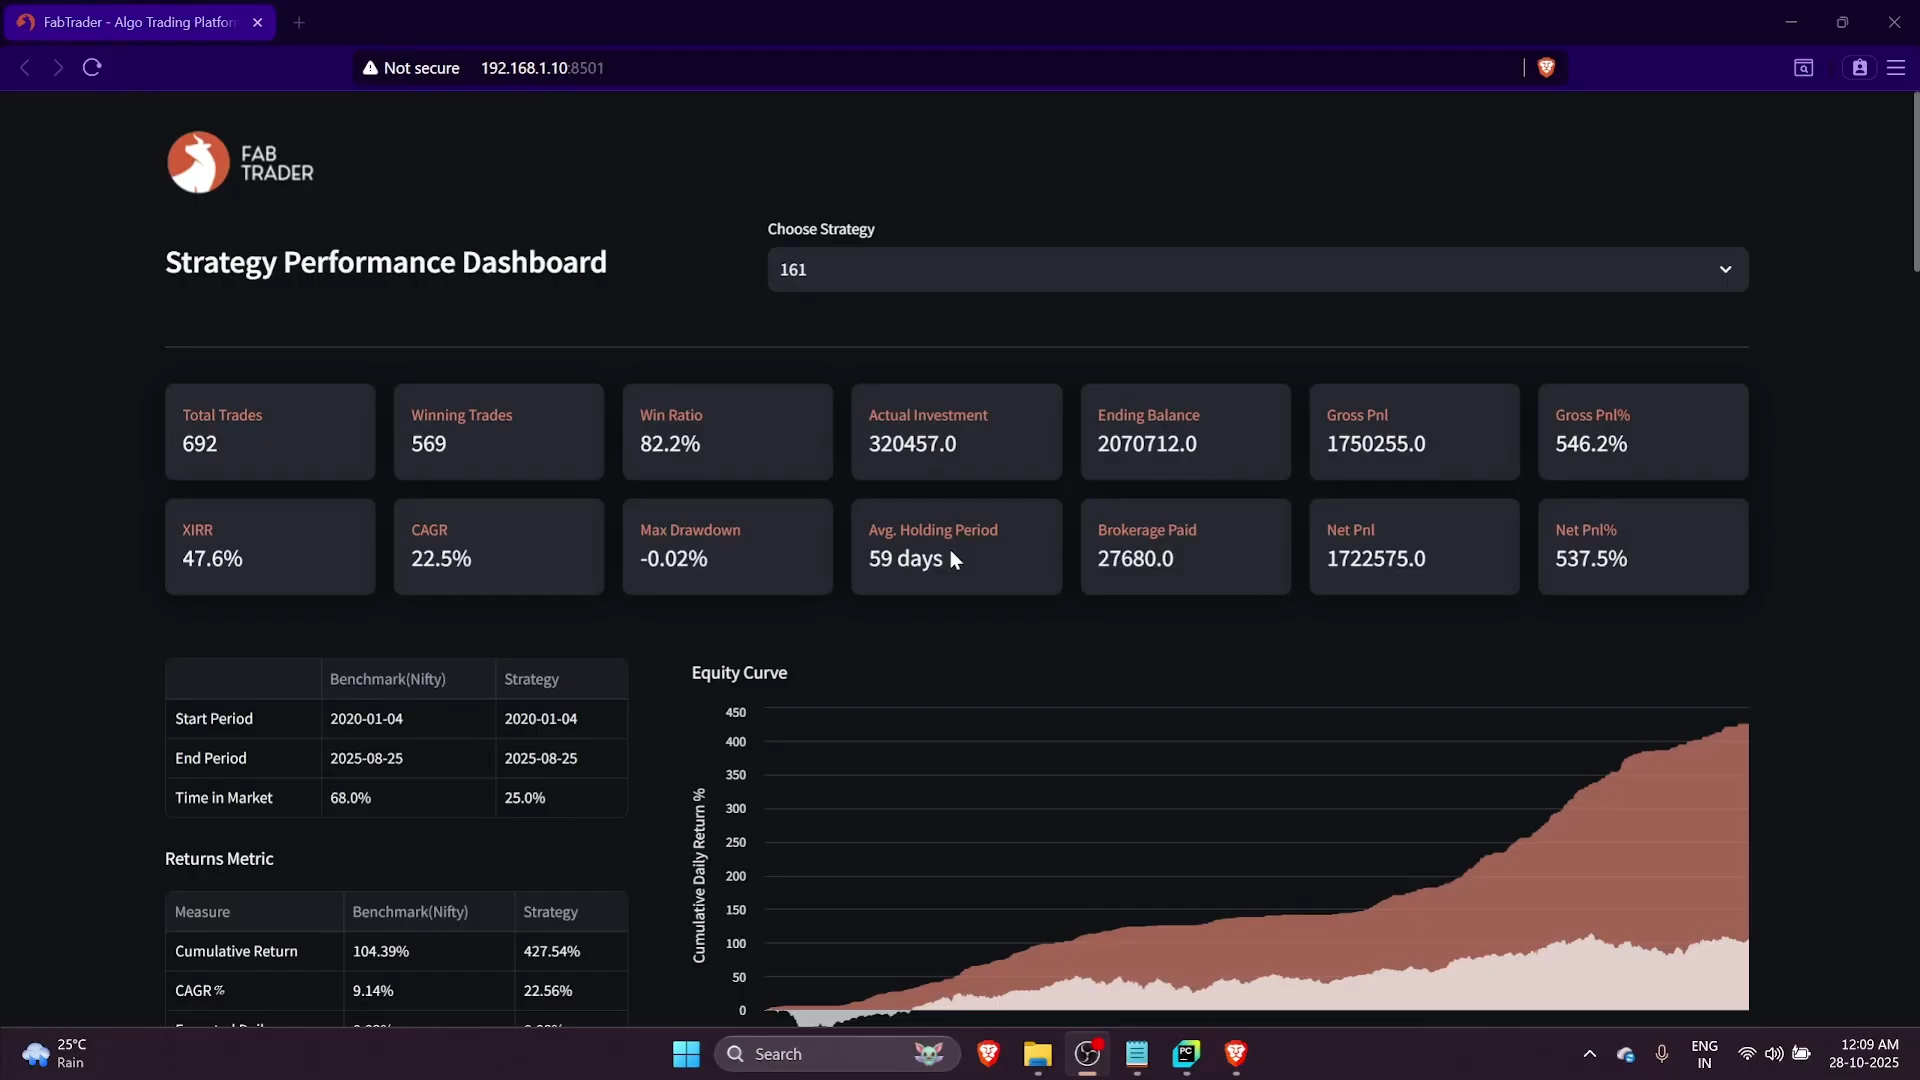 FabTrader - Algo Trading Platfor
Not secure 192.168.1.10:8501
FAB
TRADER
Choose Strategy
Strategy Performance Dashboard
161
Total Trades
692
Winning Trades
569
Win Ratio
82.2%
Actual Investment
320457.0
Ending Balance
2070712.0
Gross Pnl
1750255.0
Gross Pnl%
546.2%
XIRR
47.6%
CAGR
22.5%
Max Drawdown
-0.02%
Avg. Holding Period
59 days
Brokerage Paid
27680.0
Net Pnl
1722575.0
Net Pnl%
537.5%
Benchmark(Nifty) Strategy
Start Period 2020-01-04 2020-01-04
End Period 2025-08-25 2025-08-25
Time in Market 68.0% 25.0%
Returns Metric
Measure Benchmark(Nifty) Strategy
Cumulative Return 104.39% 427.54%
CAGR% 9.14% 22.56%
Equity Curve
Cumulative Daily Return %
450
400
350
300
250
200
150
100
50
0
25°C
Rain
Search
PC
ENG
IN
12:09 AM
28-10-2025